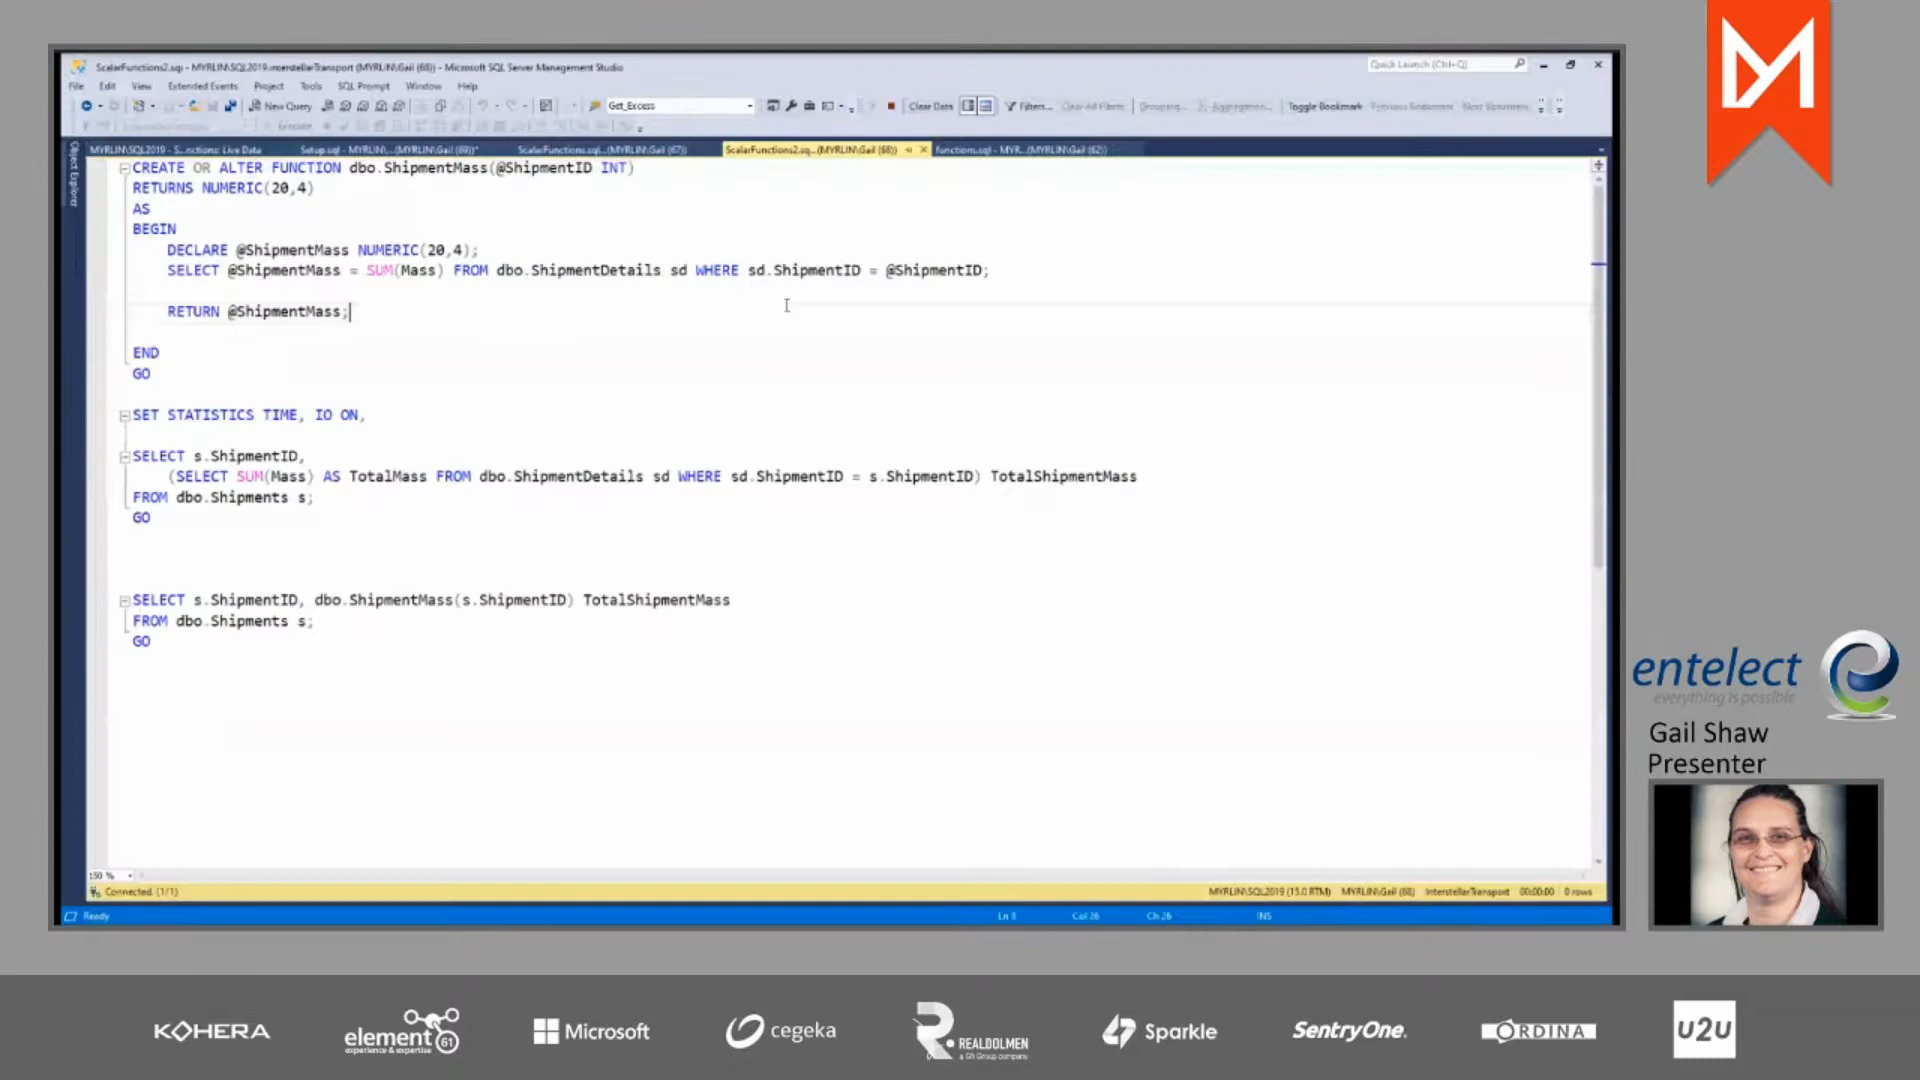 ScalarFunctions2.sql - MYRLIN\SQL2019.InterstellarTransport (MYRLIN\Gail (68)) - Microsoft SQL Server Management Studio
Quick Launch (Ctrl+Q)
File Edit View Extended Events Project Tools SQL Prompt Window Help
New Query Get_Excess Clear Data Filters... Clear All Filters Grouping... Aggregation... Toggle Bookmark Previous Bookmark Next Bookmark
Execute
Object Explorer
MYRLIN\SQL2019 - S...nctions: Live Data Setup.sql - MYRLIN\...(MYRLIN\Gail (69))* ScalarFunctions.sql...(MYRLIN\Gail (67)) ScalarFunctions2.sq...(MYRLIN\Gail (68)) functions.sql - MYR...(MYRLIN\Gail (62))
CREATE OR ALTER FUNCTION dbo.ShipmentMass(@ShipmentID INT)
RETURNS NUMERIC(20,4)
AS
BEGIN
DECLARE @ShipmentMass NUMERIC(20,4);
SELECT @ShipmentMass = SUM(Mass) FROM dbo.ShipmentDetails sd WHERE sd.ShipmentID = @ShipmentID;
RETURN @ShipmentMass;
END
GO
SET STATISTICS TIME, IO ON,
SELECT s.ShipmentID,
(SELECT SUM(Mass) AS TotalMass FROM dbo.ShipmentDetails sd WHERE sd.ShipmentID = s.ShipmentID) TotalShipmentMass
FROM dbo.Shipments s;
GO
SELECT s.ShipmentID, dbo.ShipmentMass(s.ShipmentID) TotalShipmentMass
FROM dbo.Shipments s;
GO
150 %
Connected. (1/1) MYRLIN\SQL2019 (15.0 RTM) MYRLIN\Gail (68) InterstellarTransport 00:00:00 0 rows
Ready Ln 8 Col 26 Ch 26 INS
entelect
everything is possible
Gail Shaw
Presenter
KOHERA
element 61
experience & expertise
Microsoft
cegeka
REALDOLMEN
a Gfi Group company
Sparkle
SentryOne.
ORDINA
U2U